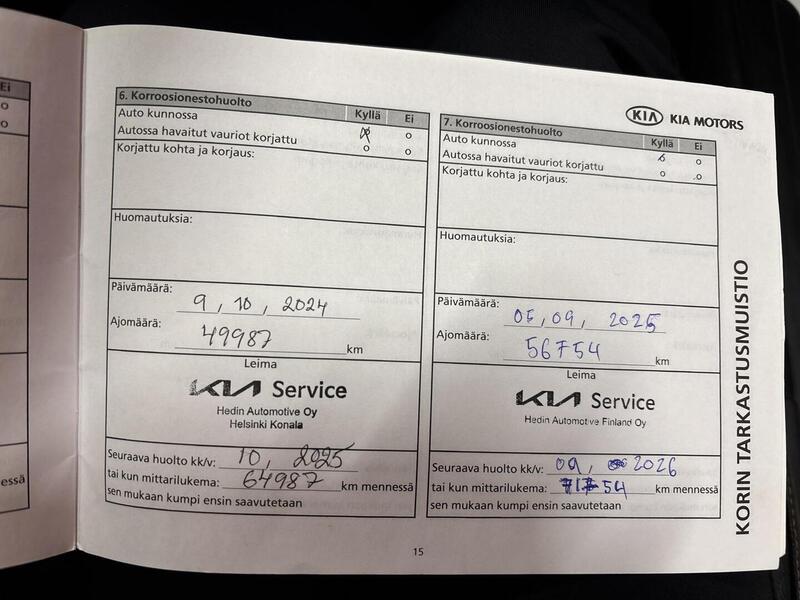 Ei
o
o
essä
6. Korroosionestohuolto
Kyllä Ei
Auto kunnossa
o o
Autossa havaitut vauriot korjattu
o o
Korjattu kohta ja korjaus:
Huomautuksia:
Päivämäärä: 9, 10, 2024
Ajomäärä: 49987 km
Leima
KIA Service
Hedin Automotive Oy
Helsinki Konala
Seuraava huolto kk/v: 10, 2025
tai kun mittarilukema: 64987 km mennessä
sen mukaan kumpi ensin saavutetaan
KIA KIA MOTORS
7. Korroosionestohuolto
Kyllä Ei
Auto kunnossa
o o
Autossa havaitut vauriot korjattu
o o
Korjattu kohta ja korjaus:
Huomautuksia:
Päivämäärä: 05, 09, 2025
Ajomäärä: 56754 km
Leima
KIA Service
Hedin Automotive Finland Oy
Seuraava huolto kk/v: 09, 2026
tai kun mittarilukema: 71754 km mennessä
sen mukaan kumpi ensin saavutetaan
KORIN TARKASTUSMUISTIO
15